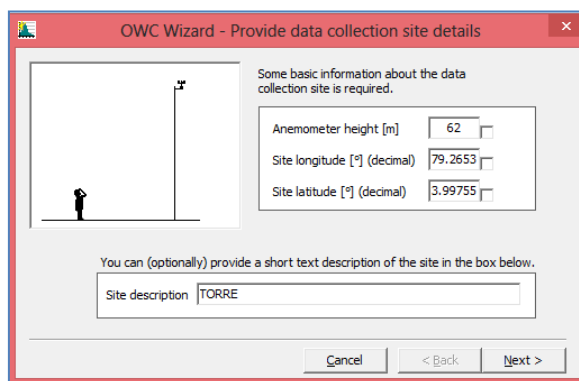 OWC Wizard - Provide data collection site details
Some basic information about the data
collection site is required.
Anemometer height [m] 62
Site longitude [º] (decimal) 79.2653
Site latitude [º] (decimal) 3.99755
You can (optionally) provide a short text description of the site in the box below.
Site description TORRE
Cancel < Back Next >